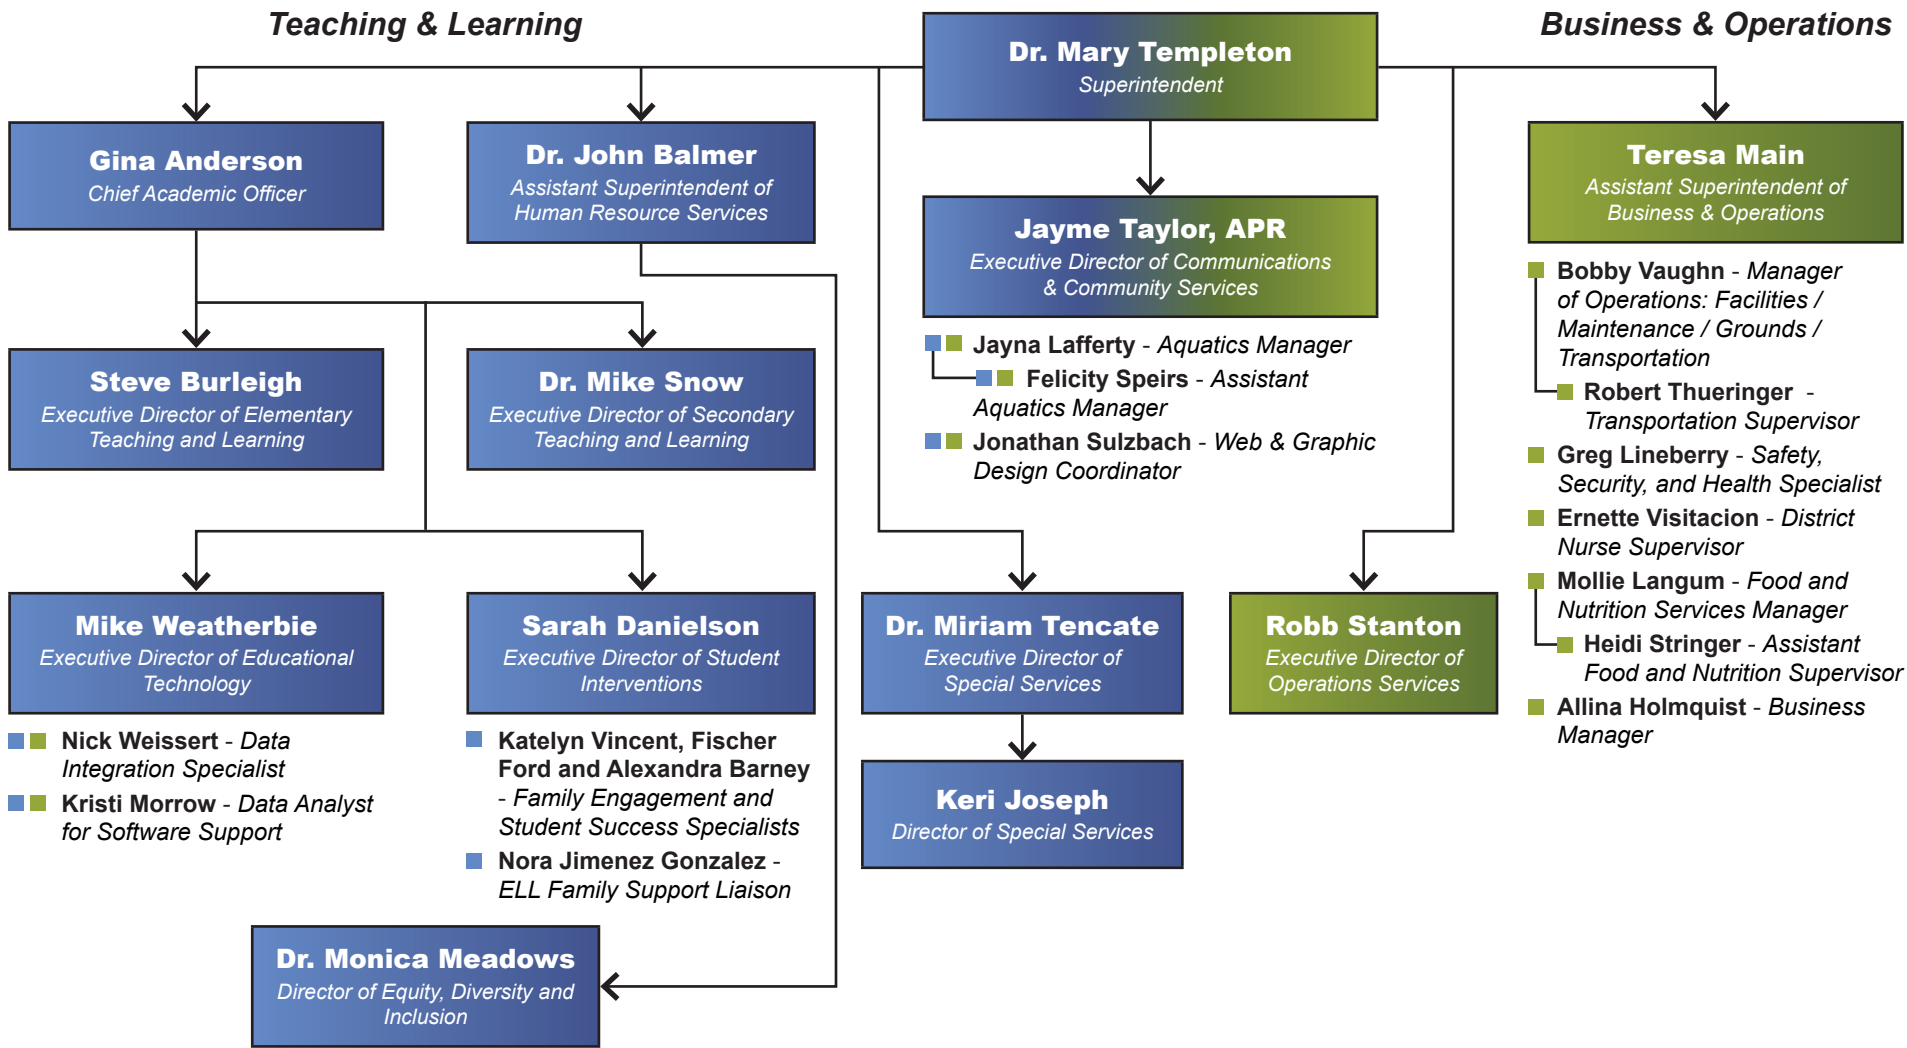 Teaching & Learning
Business & Operations
Dr. Mary Templeton
Superintendent
Gina Anderson
Chief Academic Officer
Dr. John Balmer
Assistant Superintendent of
Human Resource Services
Jayme Taylor, APR
Executive Director of Communications
& Community Services
Jayna Lafferty - Aquatics Manager
Felicity Speirs - Assistant
Aquatics Manager
Jonathan Sulzbach - Web & Graphic
Design Coordinator
Teresa Main
Assistant Superintendent of
Business & Operations
Bobby Vaughn - Manager
of Operations: Facilities /
Maintenance / Grounds /
Transportation
Robert Thueringer -
Transportation Supervisor
Greg Lineberry - Safety,
Security, and Health Specialist
Ernette Visitacion - District
Nurse Supervisor
Mollie Langum - Food and
Nutrition Services Manager
Heidi Stringer - Assistant
Food and Nutrition Supervisor
Allina Holmquist - Business
Manager
Steve Burleigh
Executive Director of Elementary
Teaching and Learning
Dr. Mike Snow
Executive Director of Secondary
Teaching and Learning
Mike Weatherbie
Executive Director of Educational
Technology
Nick Weissert - Data
Integration Specialist
Kristi Morrow - Data Analyst
for Software Support
Sarah Danielson
Executive Director of Student
Interventions
Katelyn Vincent, Fischer
Ford and Alexandra Barney
- Family Engagement and
Student Success Specialists
Nora Jimenez Gonzalez -
ELL Family Support Liaison
Dr. Miriam Tencate
Executive Director of
Special Services
Keri Joseph
Director of Special Services
Robb Stanton
Executive Director of
Operations Services
Dr. Monica Meadows
Director of Equity, Diversity and
Inclusion